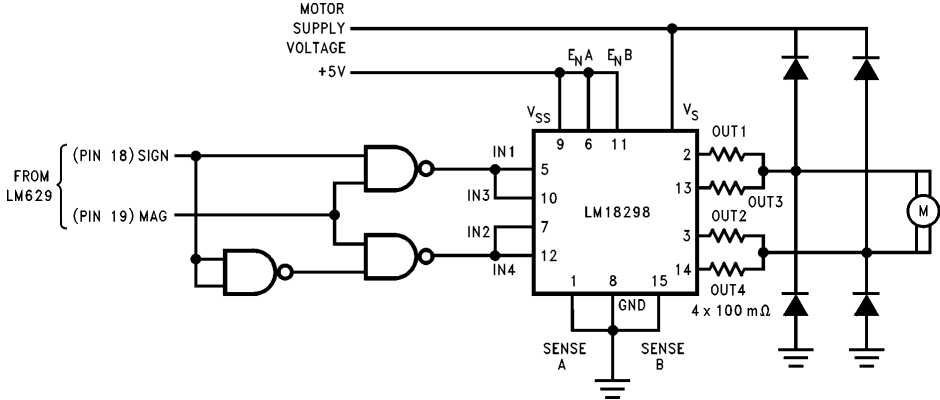 MOTOR
SUPPLY
VOLTAGE
+5V
ENA
ENB
VSS
VS
9
6
11
FROM
LM629
(PIN 18) SIGN
(PIN 19) MAG
IN1
5
IN3
10
IN2
7
IN4
12
LM18298
2
OUT1
13
OUT3
3
OUT2
14
OUT4
4 x 100 mΩ
M
1
8
15
GND
SENSE
A
SENSE
B